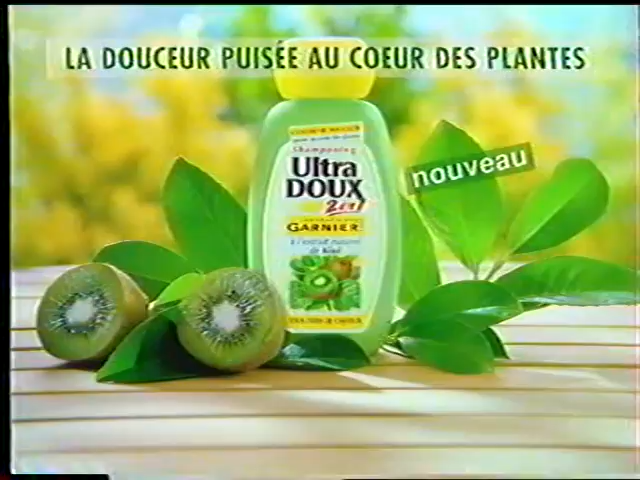 LA DOUCEUR PUISÉE AU COEUR DES PLANTES
nouveau
Shampooing
Ultra
DOUX
2en1
GARNIER
à l'extrait naturel
de Kiwi